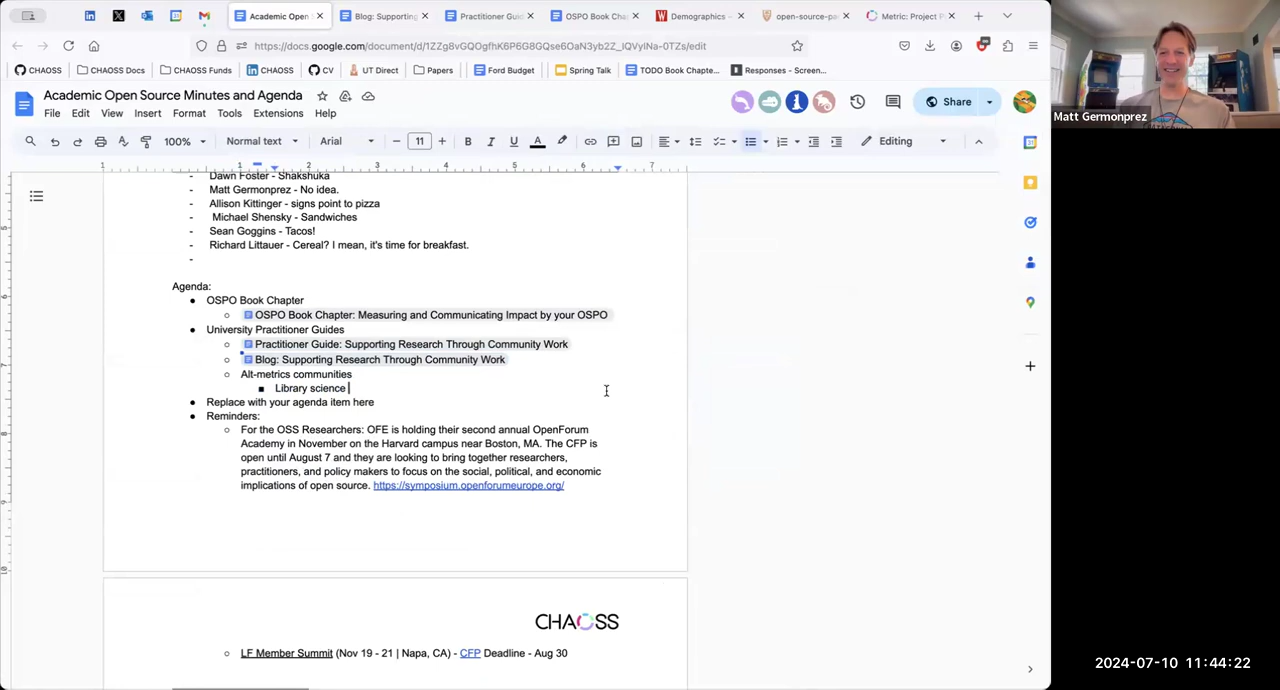 Academic Open S
Blog: Supporting
Practitioner Guid
OSPO Book Chap
Demographics –
open-source-pa
Metric: Project P
https://docs.google.com/document/d/1ZZg8vGQOgfhK6P6G8GQse6OaN3yb2Z_lQVylNa-0TZs/edit
CHAOSS
CHAOSS Docs
CHAOSS Funds
CHAOSS
CV
UT Direct
Papers
Ford Budget
Spring Talk
TODO Book Chapte...
Responses - Screen...
Academic Open Source Minutes and Agenda
File Edit View Insert Format Tools Extensions Help
Share
100% Normal text Arial 11 Editing
1 1 2 3 4 5 6 7
- Dawn Foster - Shakshuka
- Matt Germonprez - No idea.
- Allison Kittinger - signs point to pizza
- Michael Shensky - Sandwiches
- Sean Goggins - Tacos!
- Richard Littauer - Cereal? I mean, it's time for breakfast.
-
Agenda:
● OSPO Book Chapter
○ OSPO Book Chapter: Measuring and Communicating Impact by your OSPO
● University Practitioner Guides
○ Practitioner Guide: Supporting Research Through Community Work
○ Blog: Supporting Research Through Community Work
○ Alt-metrics communities
■ Library science
● Replace with your agenda item here
● Reminders:
○ For the OSS Researchers: OFE is holding their second annual OpenForum
Academy in November on the Harvard campus near Boston, MA. The CFP is
open until August 7 and they are looking to bring together researchers,
practitioners, and policy makers to focus on the social, political, and economic
implications of open source. https://symposium.openforumeurope.org/
CHAOSS
○ LF Member Summit (Nov 19 - 21 | Napa, CA) - CFP Deadline - Aug 30
Matt Germonprez
2024-07-10 11:44:22